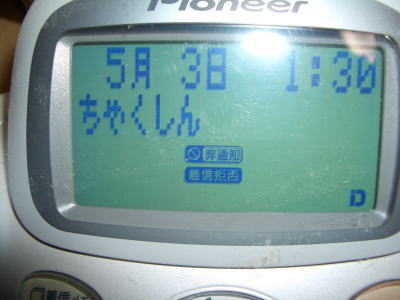 Pioneer
5月 3日 1:30
ちゃくしん
非通知
着信拒否
D